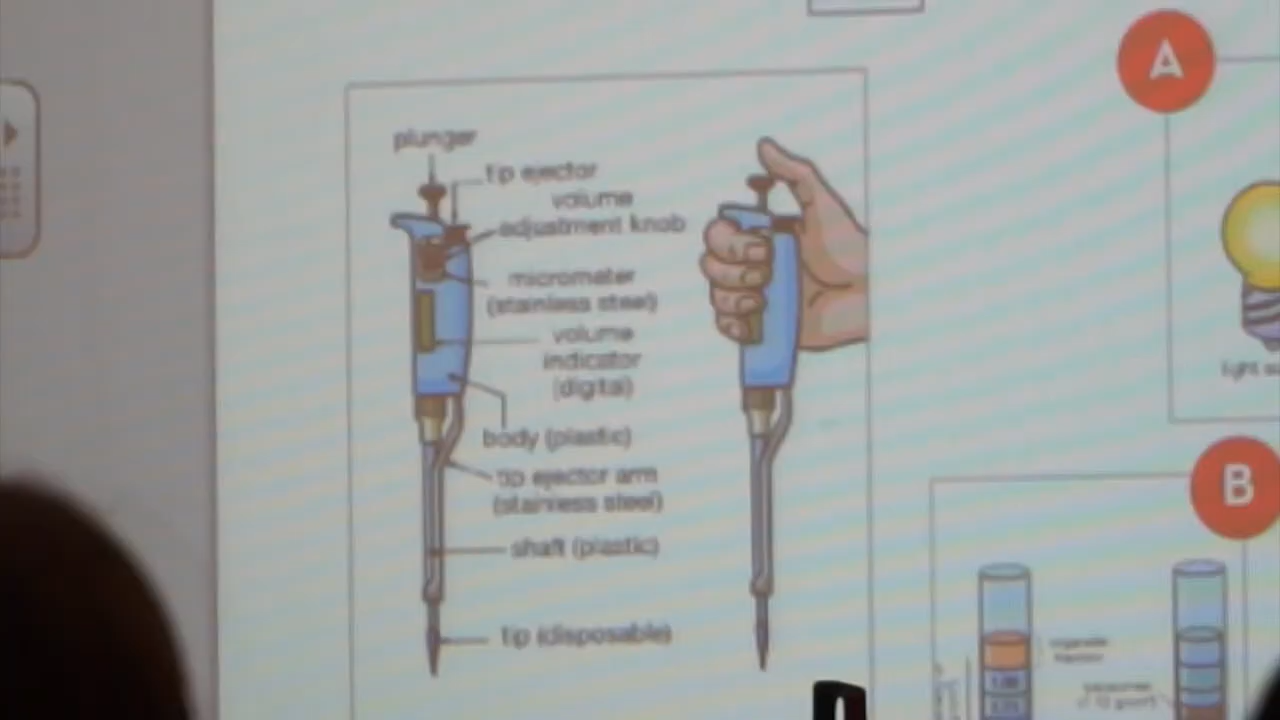 plunger
tip ejector
volume
adjustment knob
micrometer
(stainless steel)
volume
indicator
(digital)
body (plastic)
tip ejector arm
(stainless steel)
shaft (plastic)
tip (disposable)
A
light
B